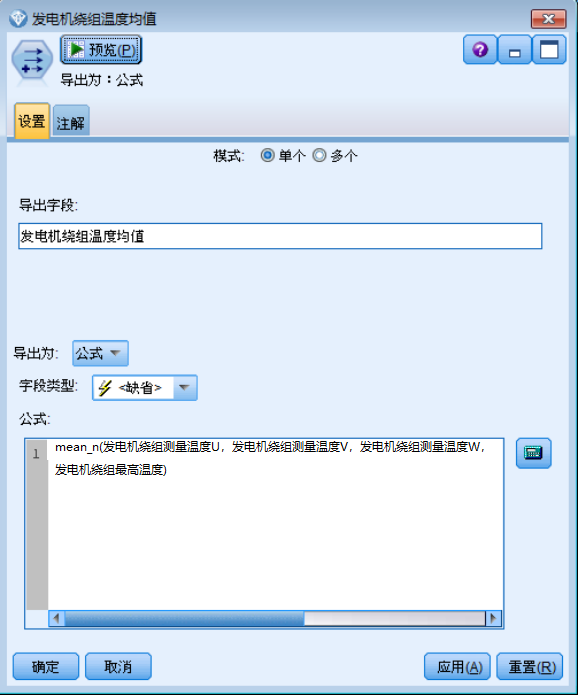 发电机绕组温度均值
预览(P)
导出为：公式
设置 注解
模式: 单个 多个
导出字段:
发电机绕组温度均值
导出为: 公式
字段类型: <缺省>
公式:
1 mean_n(发电机绕组测量温度U，发电机绕组测量温度V，发电机绕组测量温度W，
发电机绕组最高温度)
确定 取消 应用(A) 重置(R)